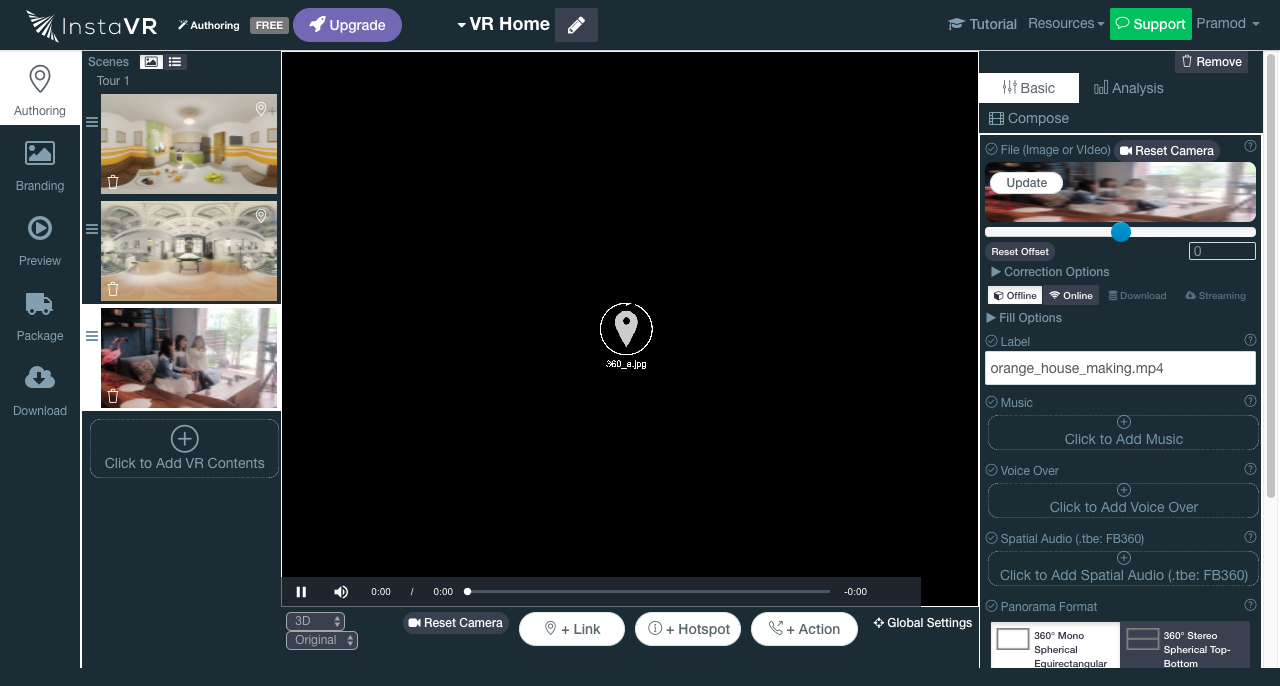 InstaVR
Authoring
FREE
Upgrade
VR Home
Tutorial
Resources
Support
Pramod
Authoring
Branding
Preview
Package
Download
Scenes
Tour 1
Click to Add VR Contents
360_a.jpg
0:00 / 0:00
-0:00
3D
Original
Reset Camera
+ Link
+ Hotspot
+ Action
Global Settings
Remove
Basic
Analysis
Compose
File (Image or VIdeo)
Reset Camera
Update
Reset Offset
0
Correction Options
Offline
Online
Download
Streaming
Fill Options
Label
orange_house_making.mp4
Music
Click to Add Music
Voice Over
Click to Add Voice Over
Spatial Audio (.tbe: FB360)
Click to Add Spatial Audio (.tbe: FB360)
Panorama Format
360° Mono
Spherical
Equirectangular
360° Stereo
Spherical Top-
Bottom